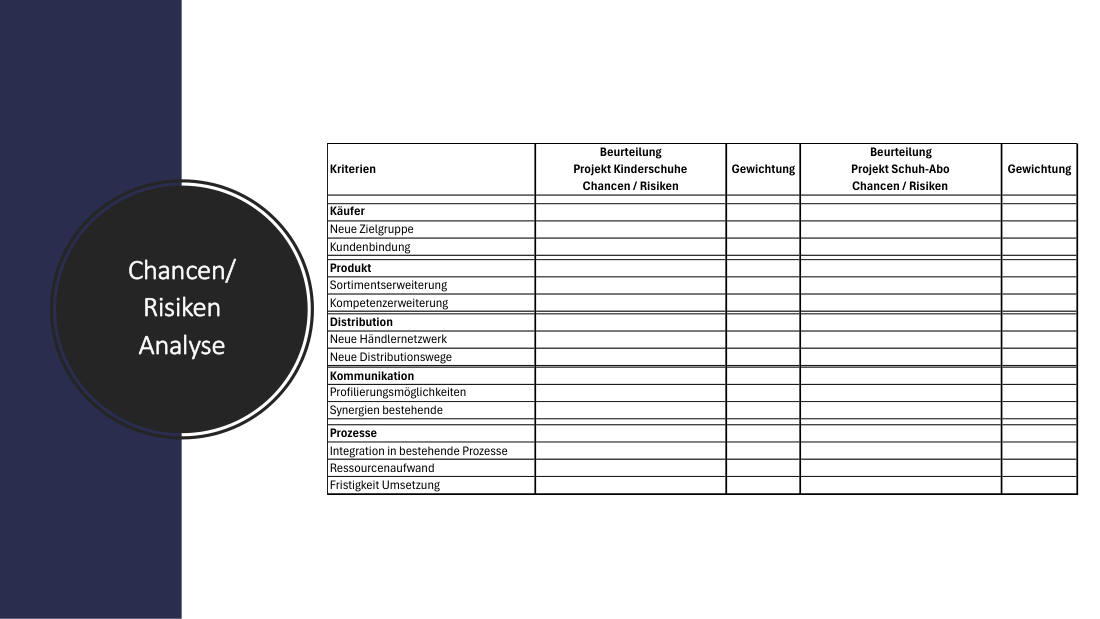 Chancen/
Risiken
Analyse
Kriterien
Beurteilung
Projekt Kinderschuhe
Chancen / Risiken
Gewichtung
Beurteilung
Projekt Schuh-Abo
Chancen / Risiken
Gewichtung
Käufer
Neue Zielgruppe
Kundenbindung
Produkt
Sortimentserweiterung
Kompetenzerweiterung
Distribution
Neue Händlernetzwerk
Neue Distributionswege
Kommunikation
Profilierungsmöglichkeiten
Synergien bestehende
Prozesse
Integration in bestehende Prozesse
Ressourcenaufwand
Fristigkeit Umsetzung